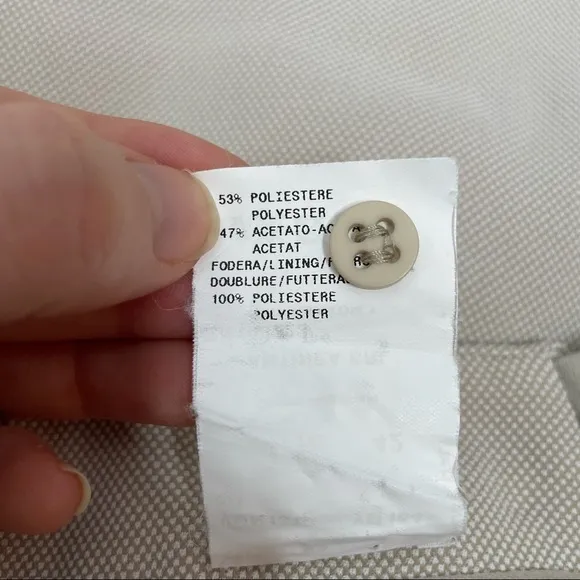 53% POLIESTERE
POLYESTER
47% ACETATO-AC
ACETAT
FODERA/LINING/F
DOUBLURE/FUTTERA
100% POLIESTERE
POLYESTER